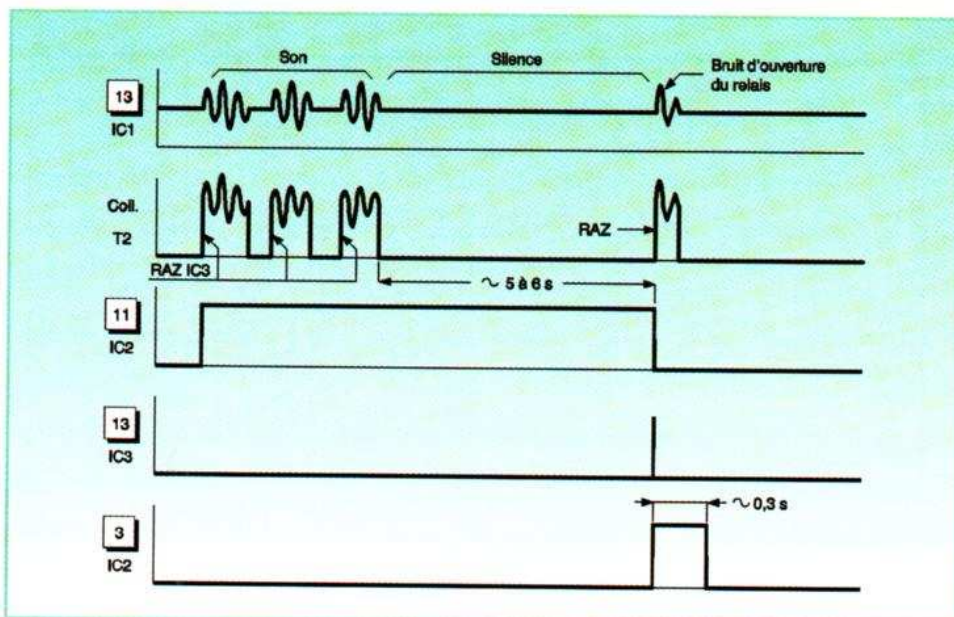 Son
Silence
Bruit d'ouverture
du relais
13
IC1
Coll.
T2
RAZ
RAZ IC3
~ 5 à 6 s
11
IC2
13
IC3
~ 0,3 s
3
IC2